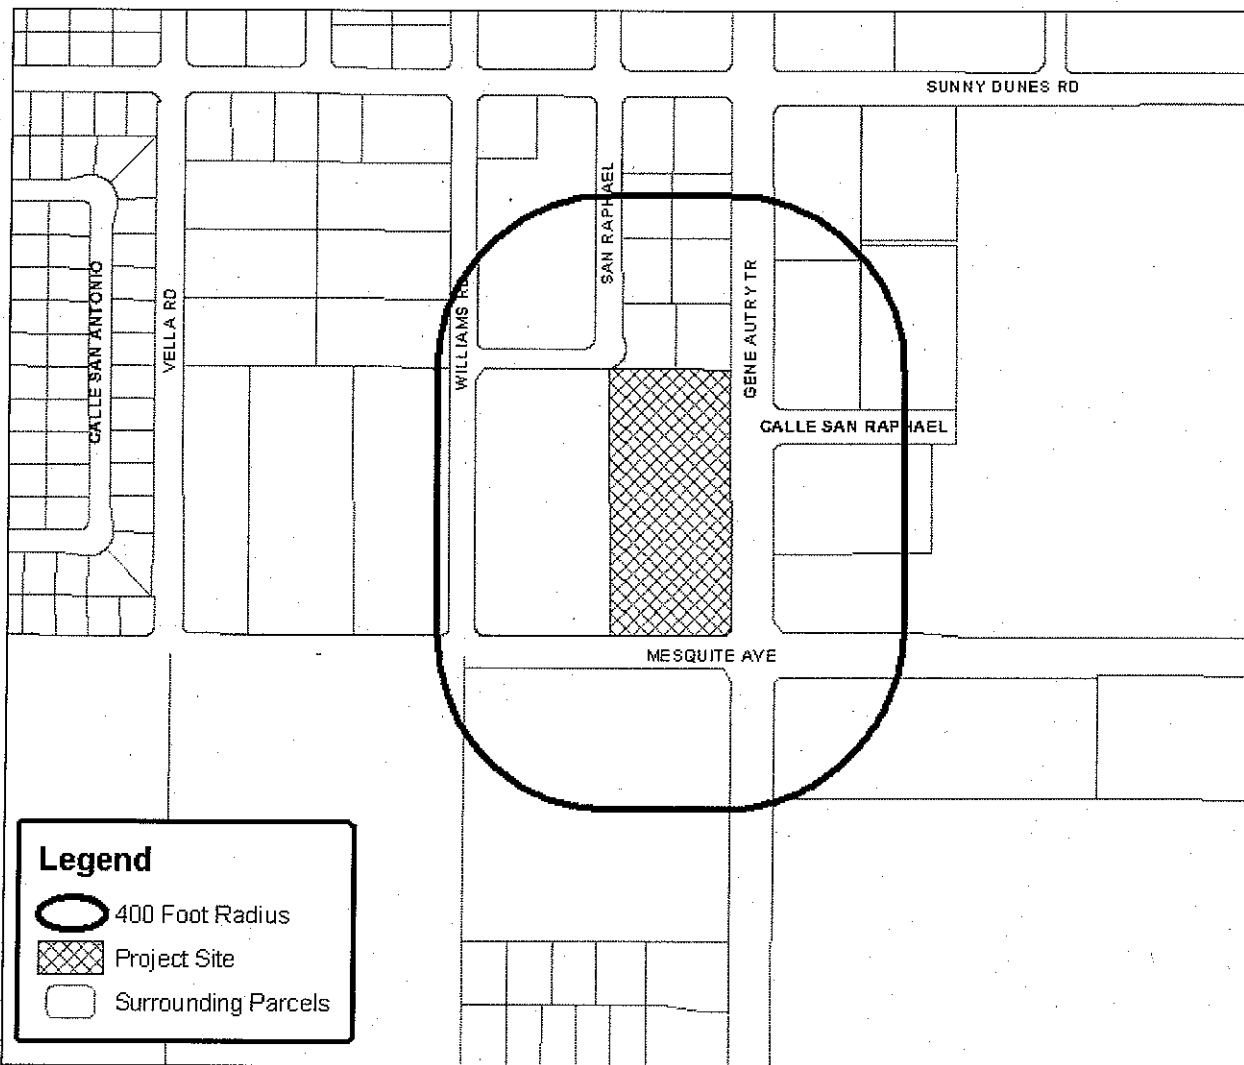 SUNNY DUNES RD
SAN RAPHAEL
CALLE SAN ANTONIO
VELLA RD
WILLIAMS RD
GENE AUTRY TR
CALLE SAN RAPHAEL
MESQUITE AVE
Legend
400 Foot Radius
Project Site
Surrounding Parcels